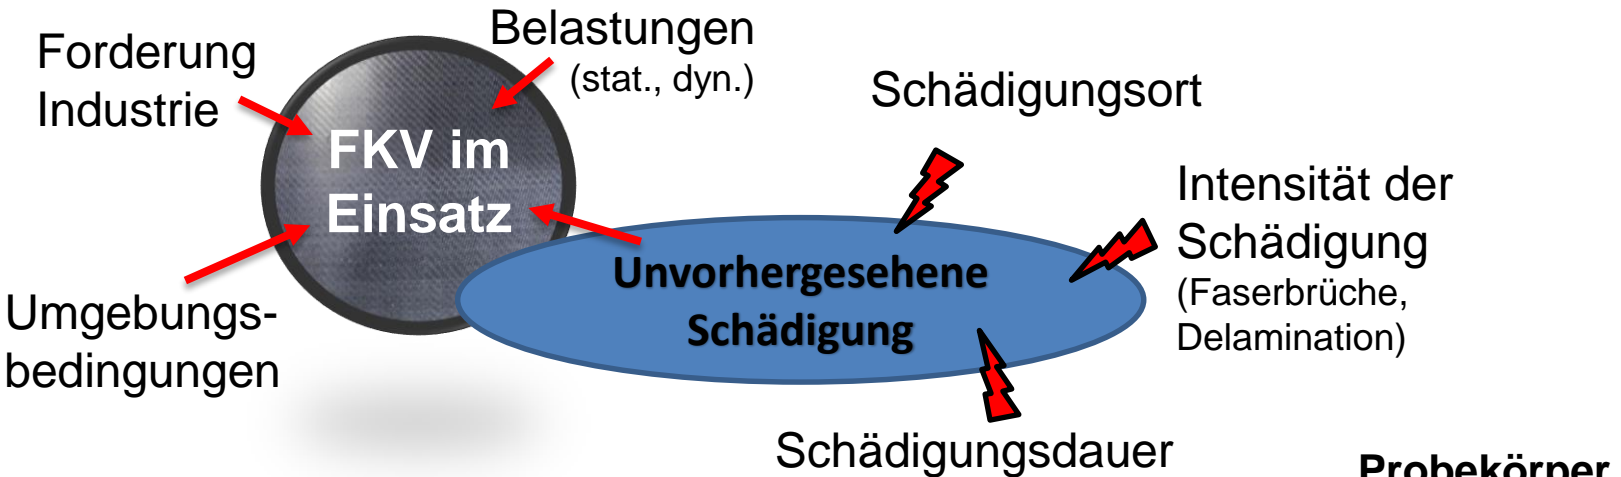 Forderung
Industrie
Belastungen
(stat., dyn.)
FKV im
Einsatz
Umgebungs-
bedingungen
Unvorhergesehene
Schädigung
Schädigungsort
Intensität der
Schädigung
(Faserbrüche,
Delamination)
Schädigungsdauer
Probekörper